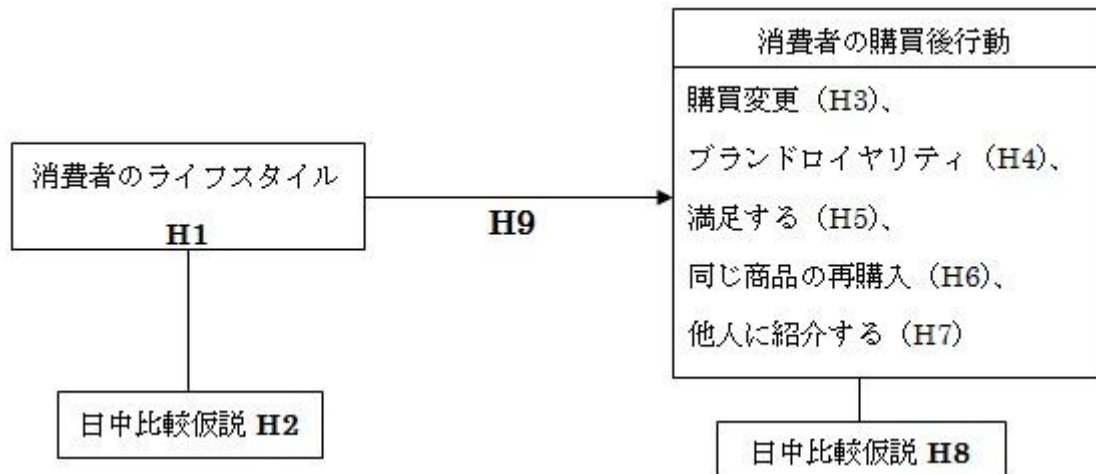 消費者の購買後行動
購買変更（H3）、
ブランドロイヤリティ（H4）、
満足する（H5）、
同じ商品の再購入（H6）、
他人に紹介する（H7）
消費者のライフスタイル
H1
H9
日中比較仮説 H2
日中比較仮説 H8